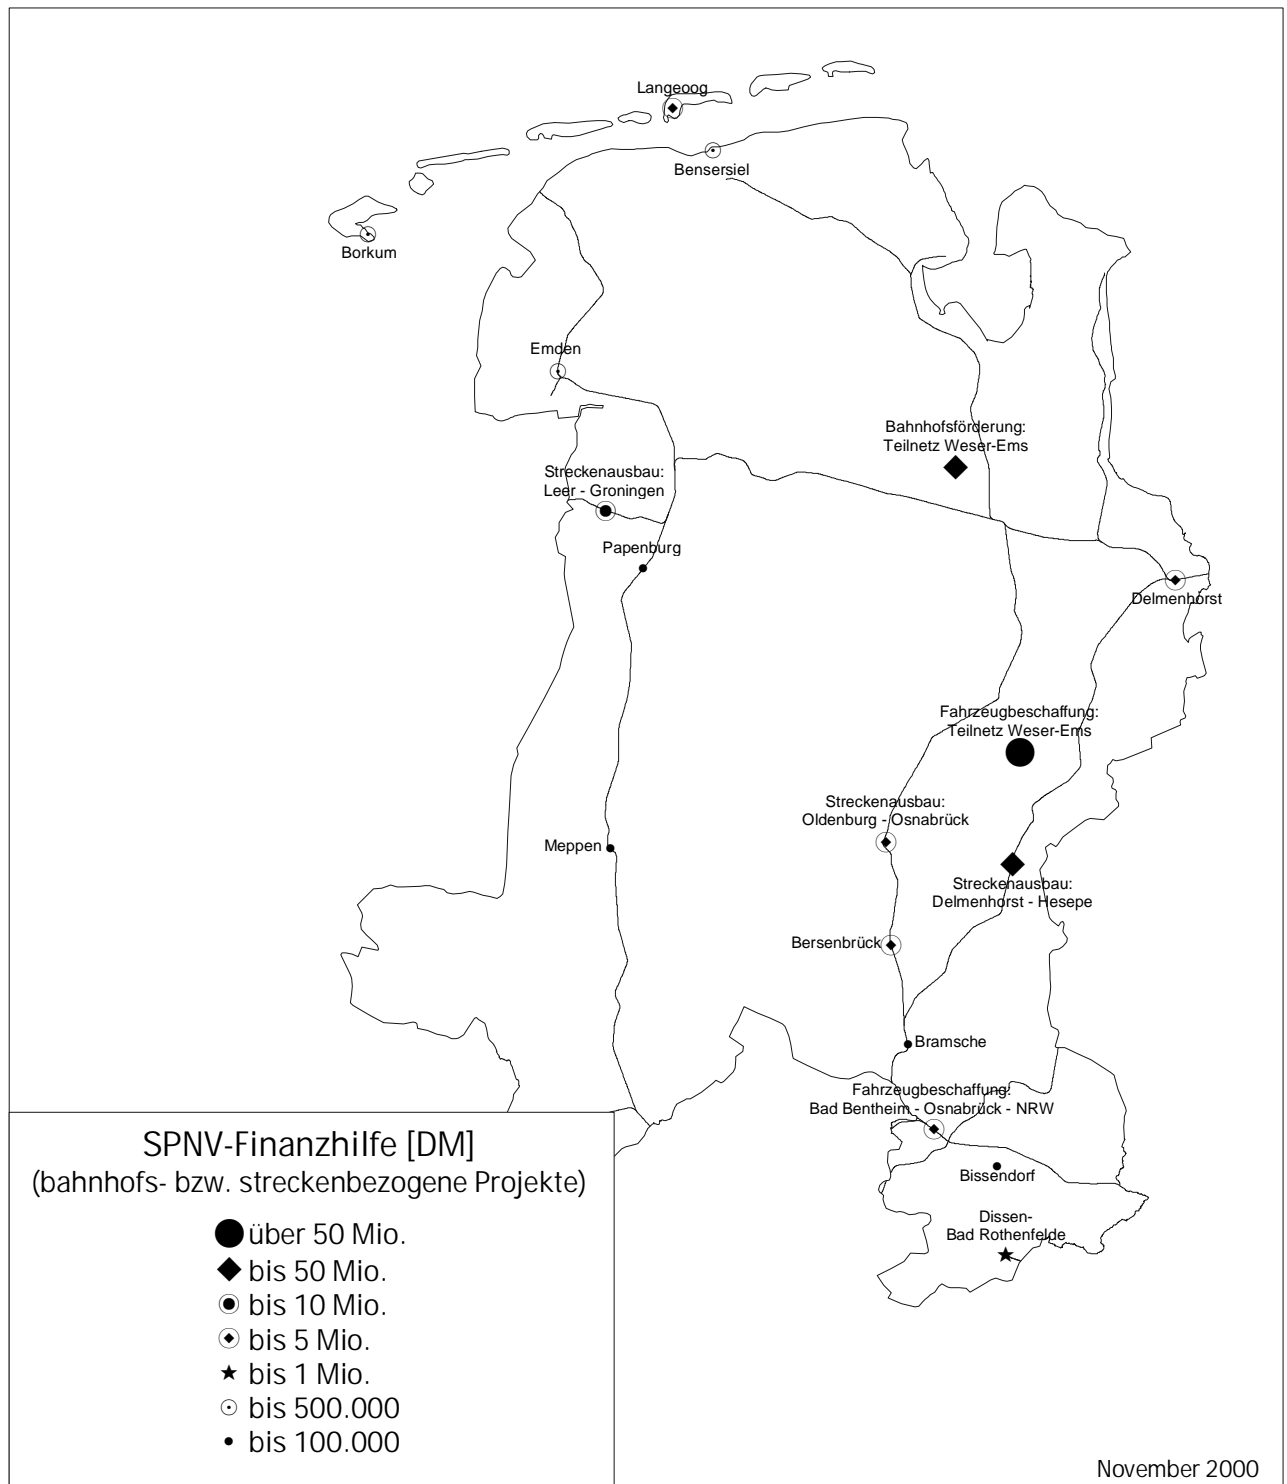 Langeoog
Bensersiel
Borkum
Emden
Bahnhofsförderung:
Teilnetz Weser-Ems
Streckenausbau:
Leer - Groningen
Papenburg
Delmenhorst
Fahrzeugbeschaffung:
Teilnetz Weser-Ems
Streckenausbau:
Oldenburg - Osnabrück
Meppen
Streckenausbau:
Delmenhorst - Hesepe
Bersenbrück
Bramsche
Fahrzeugbeschaffung:
Bad Bentheim - Osnabrück - NRW
Bissendorf
Dissen-
Bad Rothenfelde
SPNV-Finanzhilfe [DM]
(bahnhofs- bzw. streckenbezogene Projekte)
über 50 Mio.
bis 50 Mio.
bis 10 Mio.
bis 5 Mio.
bis 1 Mio.
bis 500.000
bis 100.000
November 2000